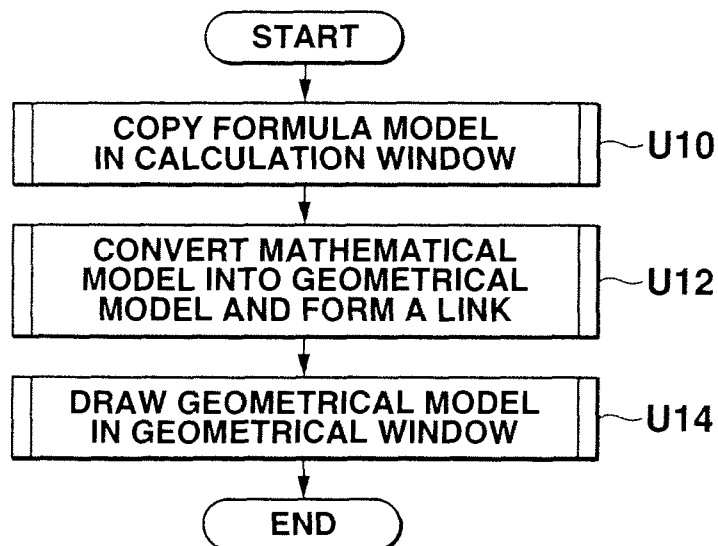 START
COPY FORMULA MODEL
IN CALCULATION WINDOW
U10
CONVERT MATHEMATICAL
MODEL INTO GEOMETRICAL
MODEL AND FORM A LINK
U12
DRAW GEOMETRICAL MODEL
IN GEOMETRICAL WINDOW
U14
END